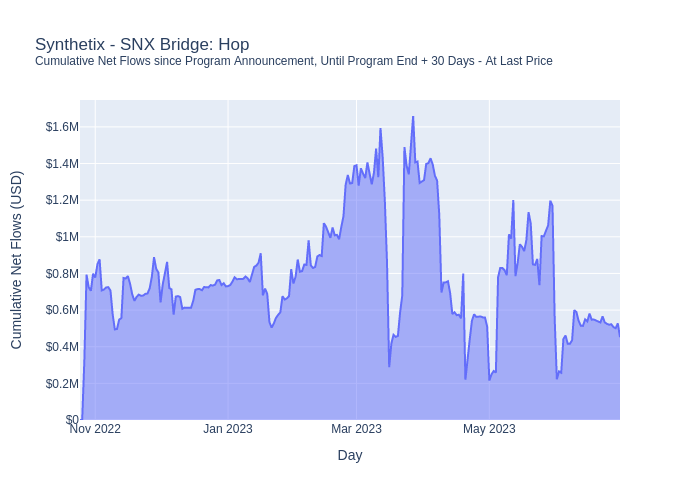 Synthetix - SNX Bridge: Hop
Cumulative Net Flows since Program Announcement, Until Program End + 30 Days - At Last Price
Cumulative Net Flows (USD)
$1.6M
$1.4M
$1.2M
$1M
$0.8M
$0.6M
$0.4M
$0.2M
$0
Nov 2022
Jan 2023
Mar 2023
May 2023
Day